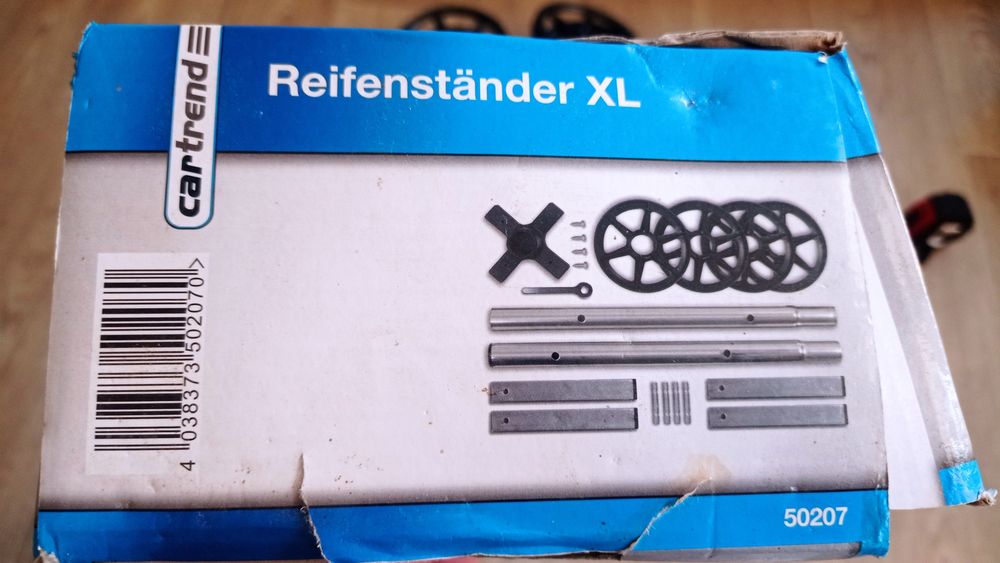 cartrend
Reifenständer XL
4 038373 502070 >
50207